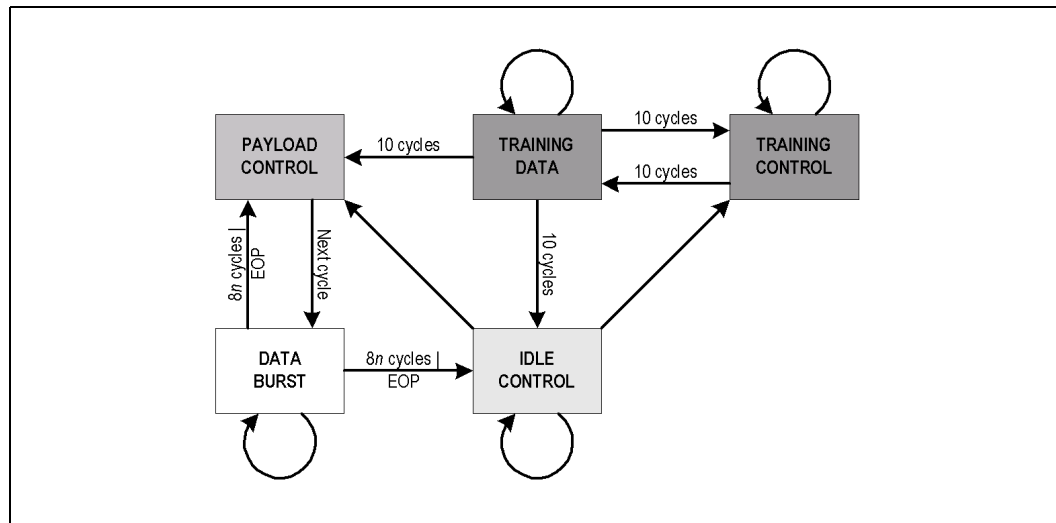 10 cycles
PAYLOAD
CONTROL
10 cycles
TRAINING
DATA
10 cycles
TRAINING
CONTROL
8n cycles |
EOP
Next cycle
10 cycles
DATA
BURST
8n cycles |
EOP
IDLE
CONTROL